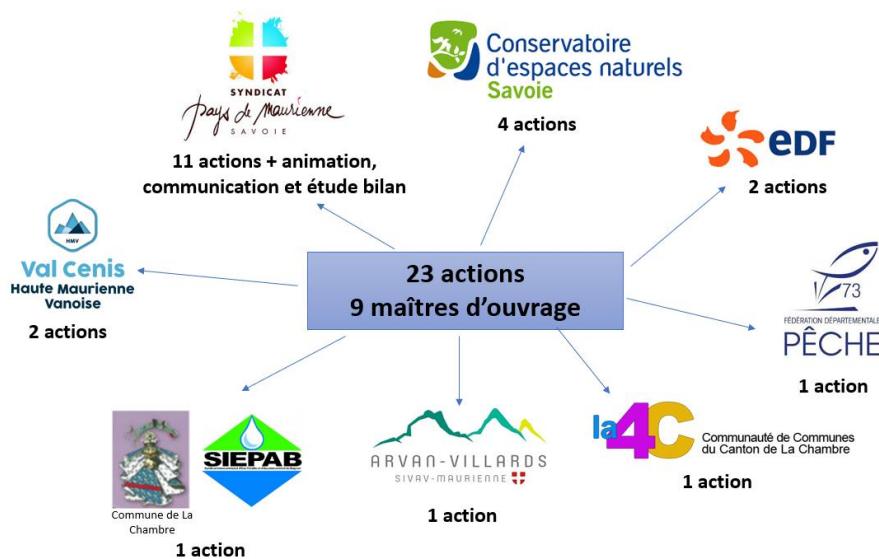 SYNDICAT
pays de maurienne
SAVOIE
11 actions + animation,
communication et étude bilan
Conservatoire
d'espaces naturels
Savoie
4 actions
eDF
2 actions
HMV
Val Cenis
Haute Maurienne
Vanoise
2 actions
23 actions
9 maîtres d'ouvrage
73
FÉDÉRATION DÉPARTEMENTALE
PÊCHE
1 action
Commune de La
Chambre
SIEPAB
1 action
ARVAN-VILLARDS
SIVAV-MAURIENNE
1 action
la4C
Communauté de Communes
du Canton de La Chambre
1 action